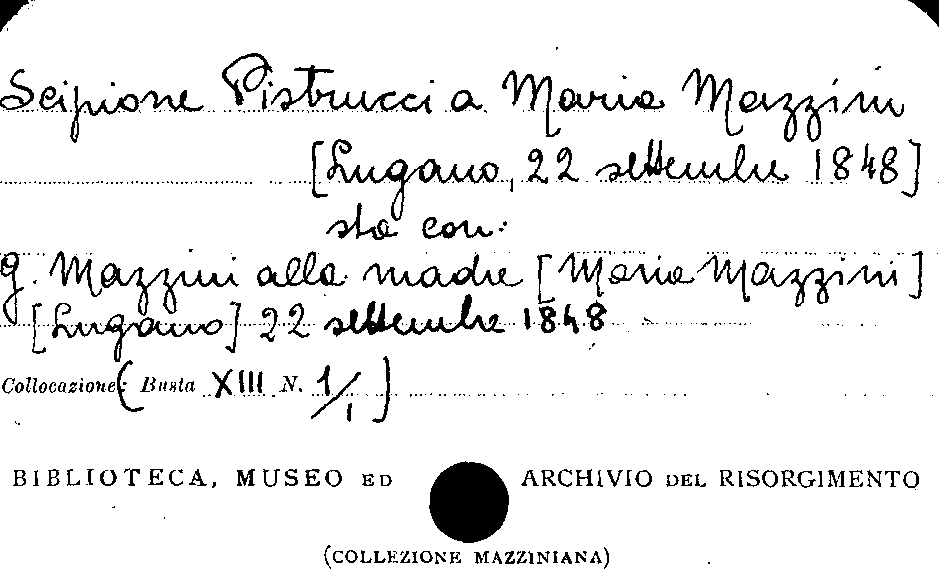 Scipione Pistrucci a Maria Mazzini
[Lugano, 22 settembre 1848]
sta con:
G. Mazzini alla madre [Maria Mazzini]
[Lugano] 22 settembre 1848
Collocazione: (Busta XIII N. 1/1)
BIBLIOTECA, MUSEO ED ARCHIVIO DEL RISORGIMENTO
(COLLEZIONE MAZZINIANA)